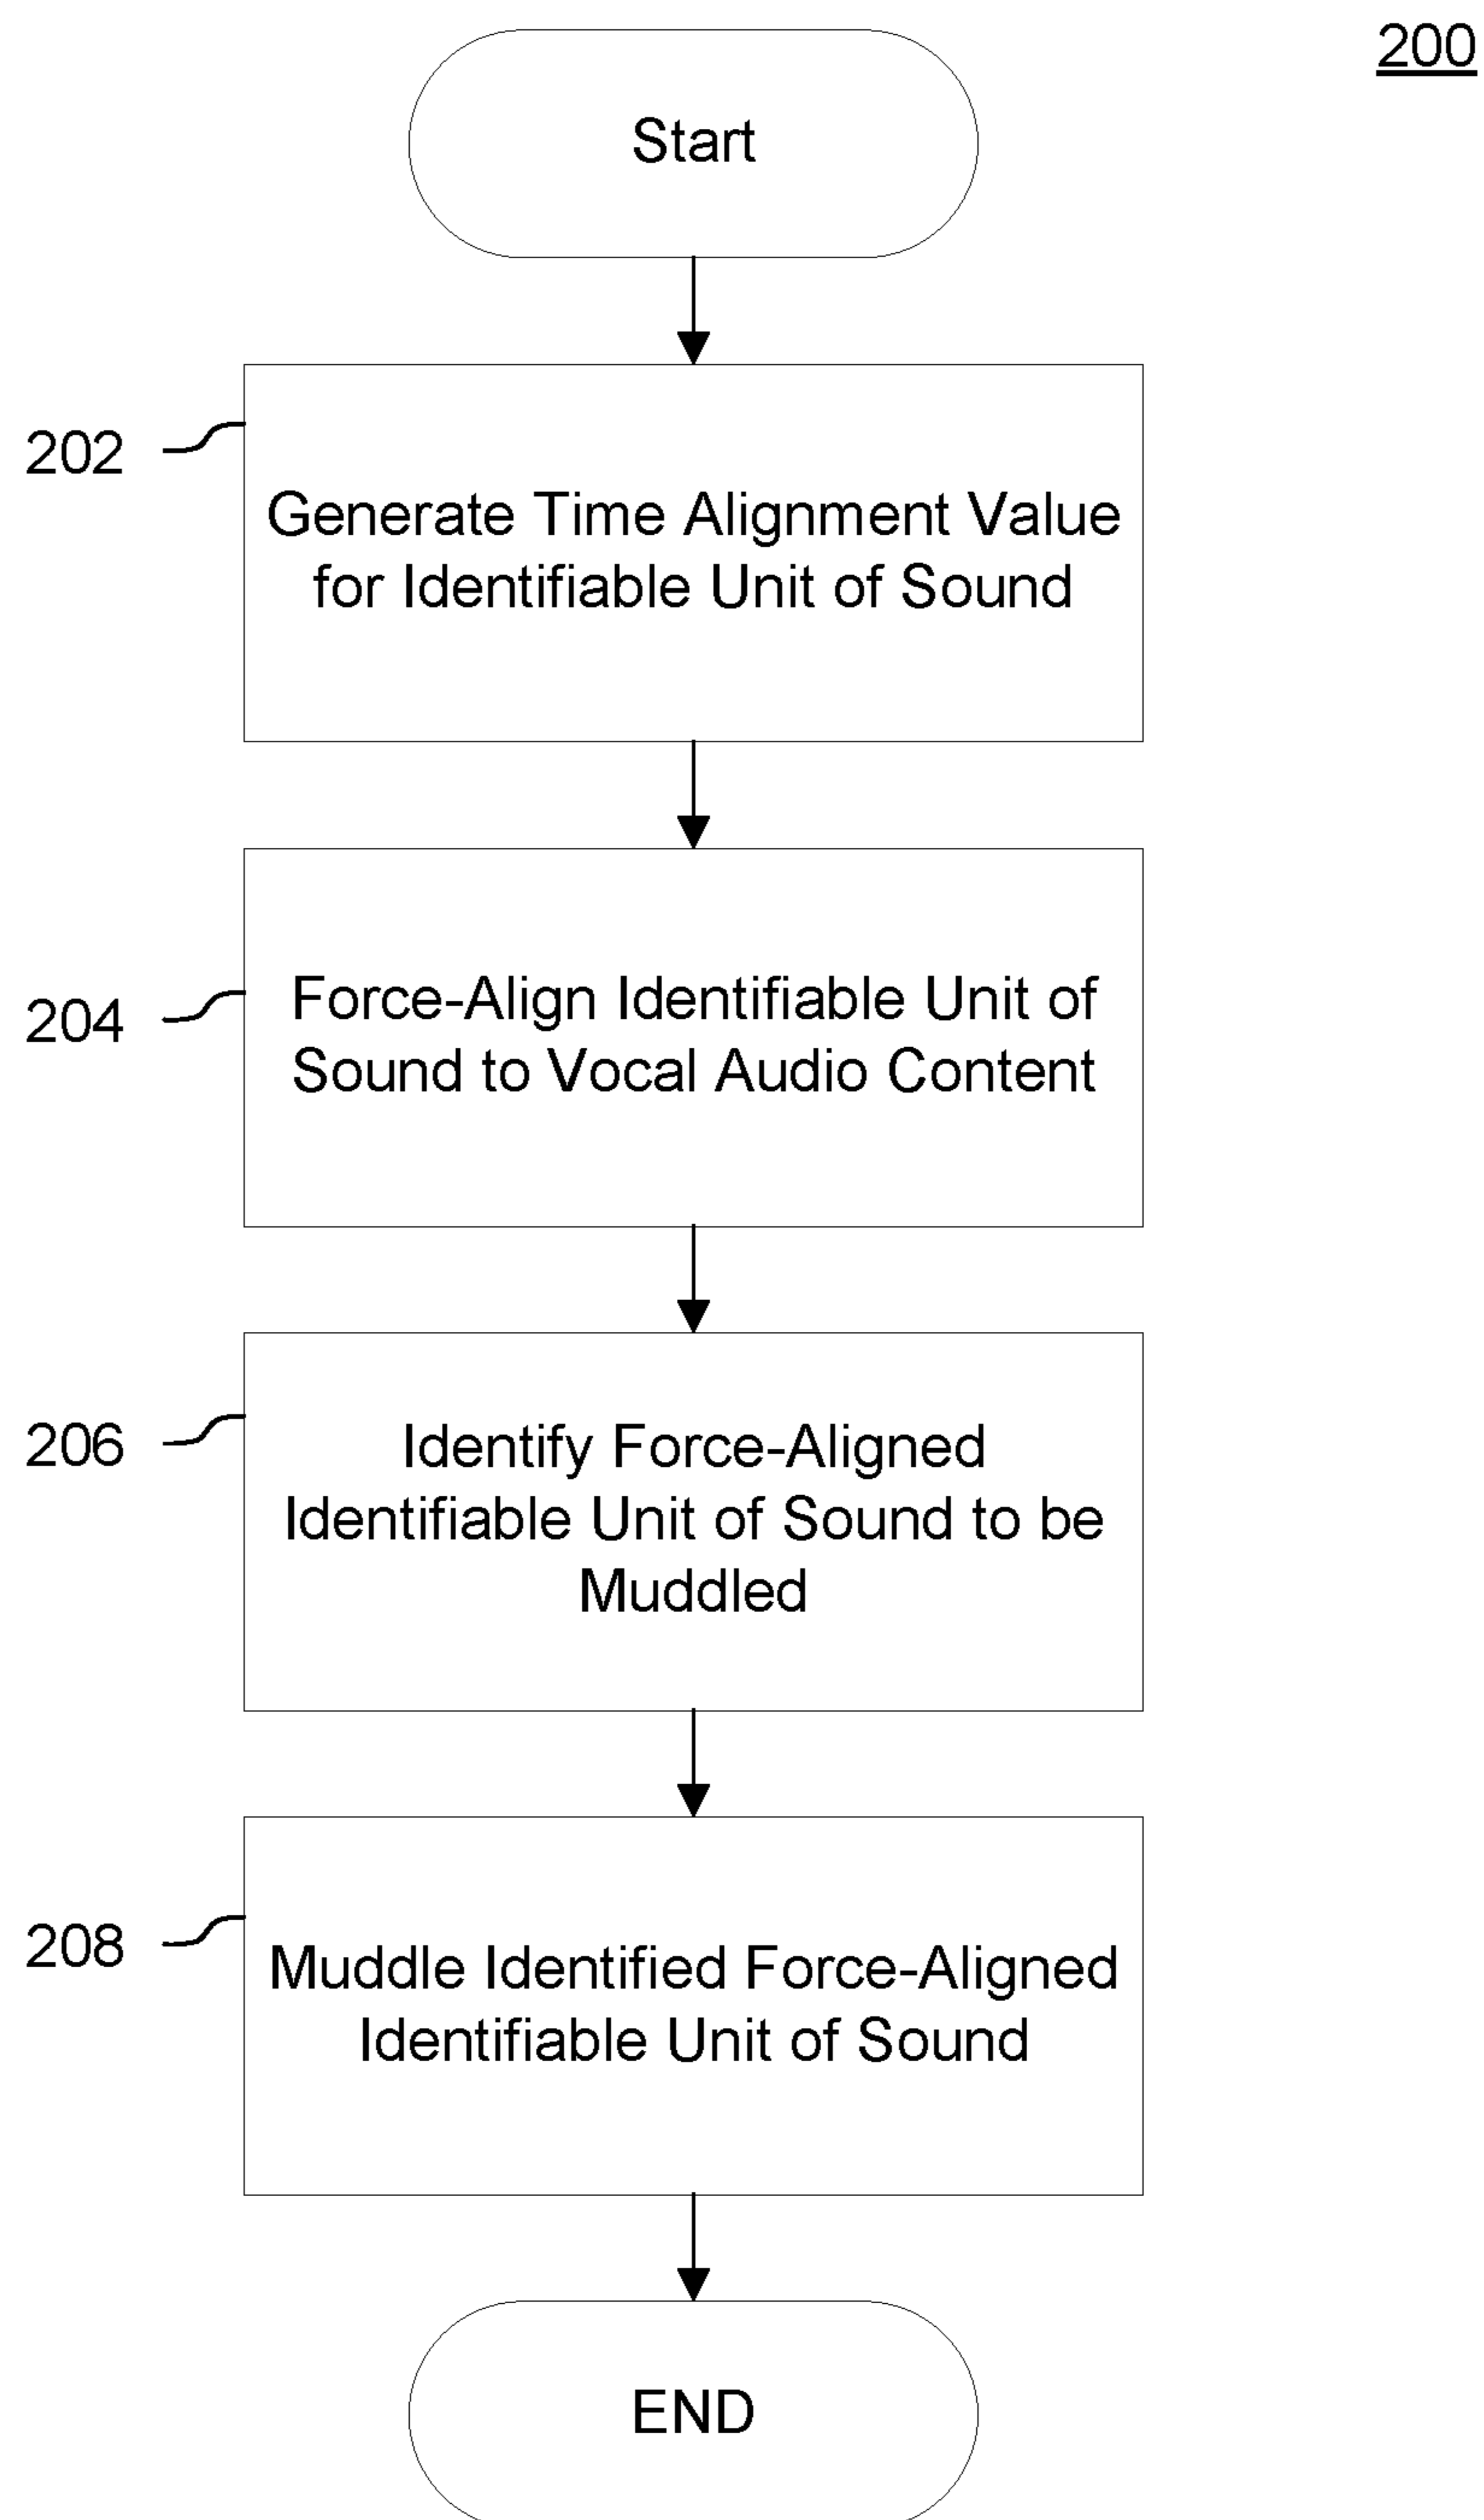 200
Start
202
Generate Time Alignment Value
for Identifiable Unit of Sound
204
Force-Align Identifiable Unit of
Sound to Vocal Audio Content
206
Identify Force-Aligned
Identifiable Unit of Sound to be
Muddled
208
Muddle Identified Force-Aligned
Identifiable Unit of Sound
END